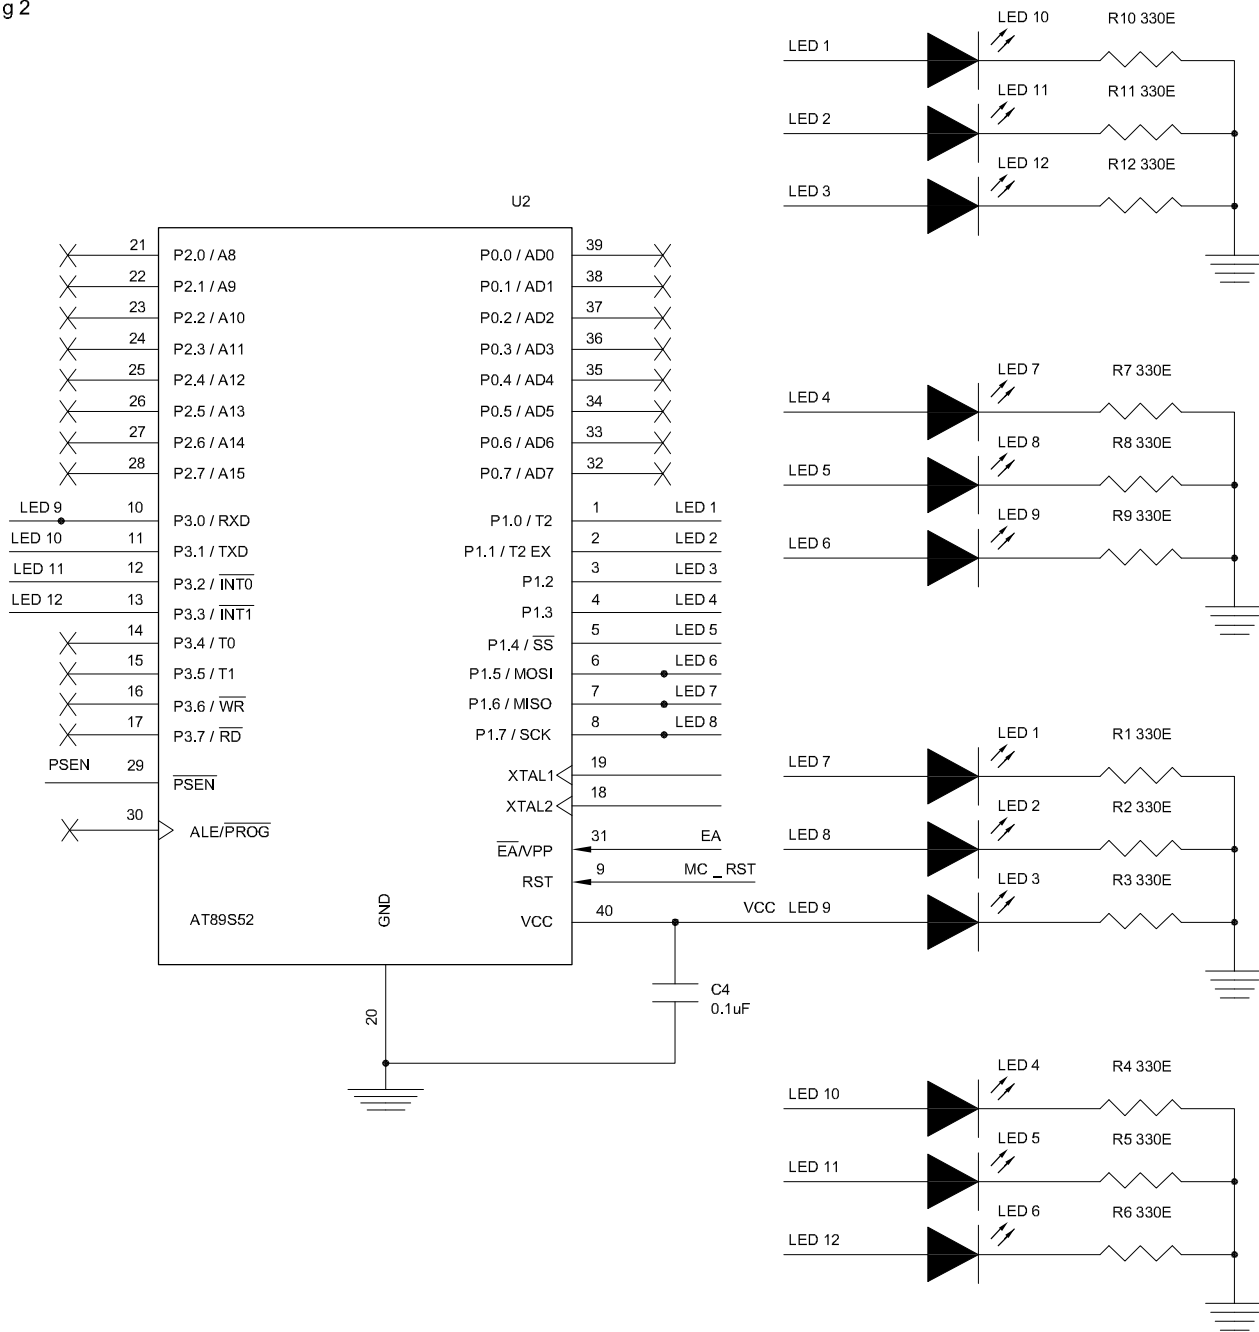 g 2
U2
21 P2.0 / A8
22 P2.1 / A9
23 P2.2 / A10
24 P2.3 / A11
25 P2.4 / A12
26 P2.5 / A13
27 P2.6 / A14
28 P2.7 / A15
LED 9 10 P3.0 / RXD
LED 10 11 P3.1 / TXD
LED 11 12 P3.2 / INT0
LED 12 13 P3.3 / INT1
14 P3.4 / T0
15 P3.5 / T1
16 P3.6 / WR
17 P3.7 / RD
PSEN 29 PSEN
30 ALE/PROG
AT89S52
GND
20
P0.0 / AD0 39
P0.1 / AD1 38
P0.2 / AD2 37
P0.3 / AD3 36
P0.4 / AD4 35
P0.5 / AD5 34
P0.6 / AD6 33
P0.7 / AD7 32
P1.0 / T2 1 LED 1
P1.1 / T2 EX 2 LED 2
P1.2 3 LED 3
P1.3 4 LED 4
P1.4 / SS 5 LED 5
P1.5 / MOSI 6 LED 6
P1.6 / MISO 7 LED 7
P1.7 / SCK 8 LED 8
XTAL1 19
XTAL2 18
EA/VPP 31 EA
RST 9 MC _ RST
VCC 40 VCC
C4
0.1uF
LED 1 LED 10 R10 330E
LED 2 LED 11 R11 330E
LED 3 LED 12 R12 330E
LED 4 LED 7 R7 330E
LED 5 LED 8 R8 330E
LED 6 LED 9 R9 330E
LED 7 LED 1 R1 330E
LED 8 LED 2 R2 330E
LED 9 LED 3 R3 330E
LED 10 LED 4 R4 330E
LED 11 LED 5 R5 330E
LED 12 LED 6 R6 330E